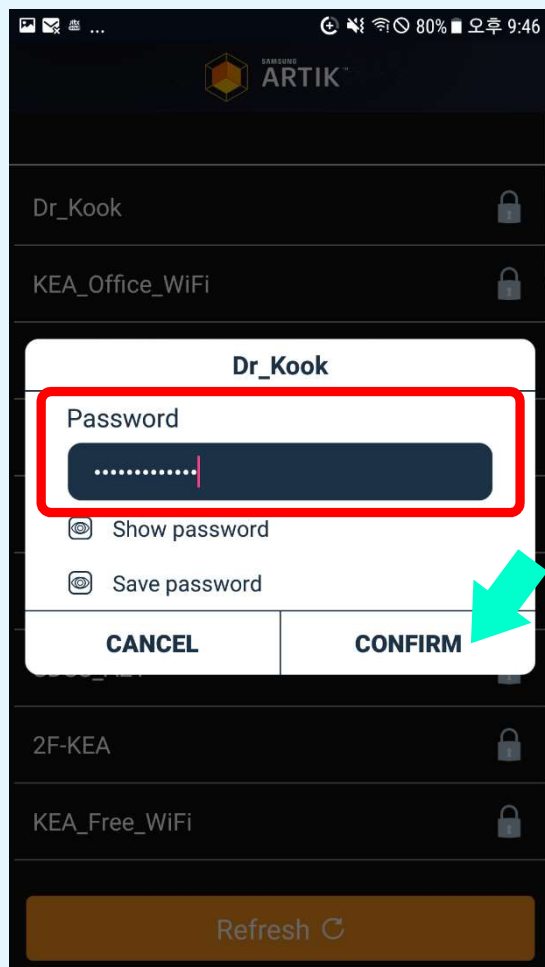 ... 80% 오후 9:46
SAMSUNG
ARTIK™
Dr_Kook
KEA_Office_WiFi
Dr_Kook
Password
•••••••••••••
Show password
Save password
CANCEL CONFIRM
2F-KEA
KEA_Free_WiFi
Refresh